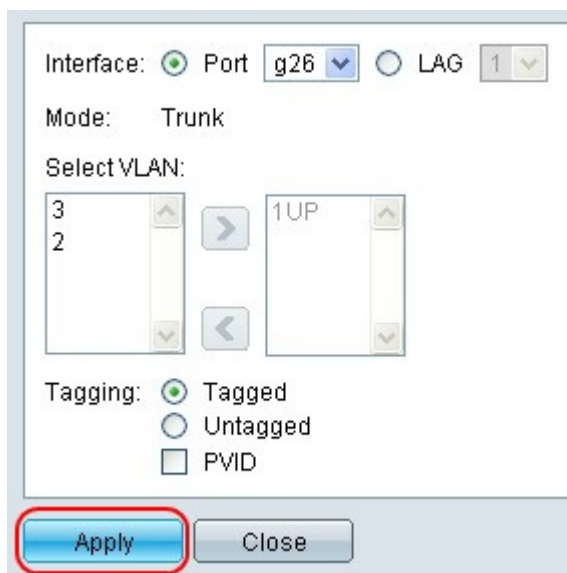 Interface: Port g26 LAG 1
Mode: Trunk
Select VLAN:
3 1UP
2
Tagging: Tagged
Untagged
PVID
Apply Close